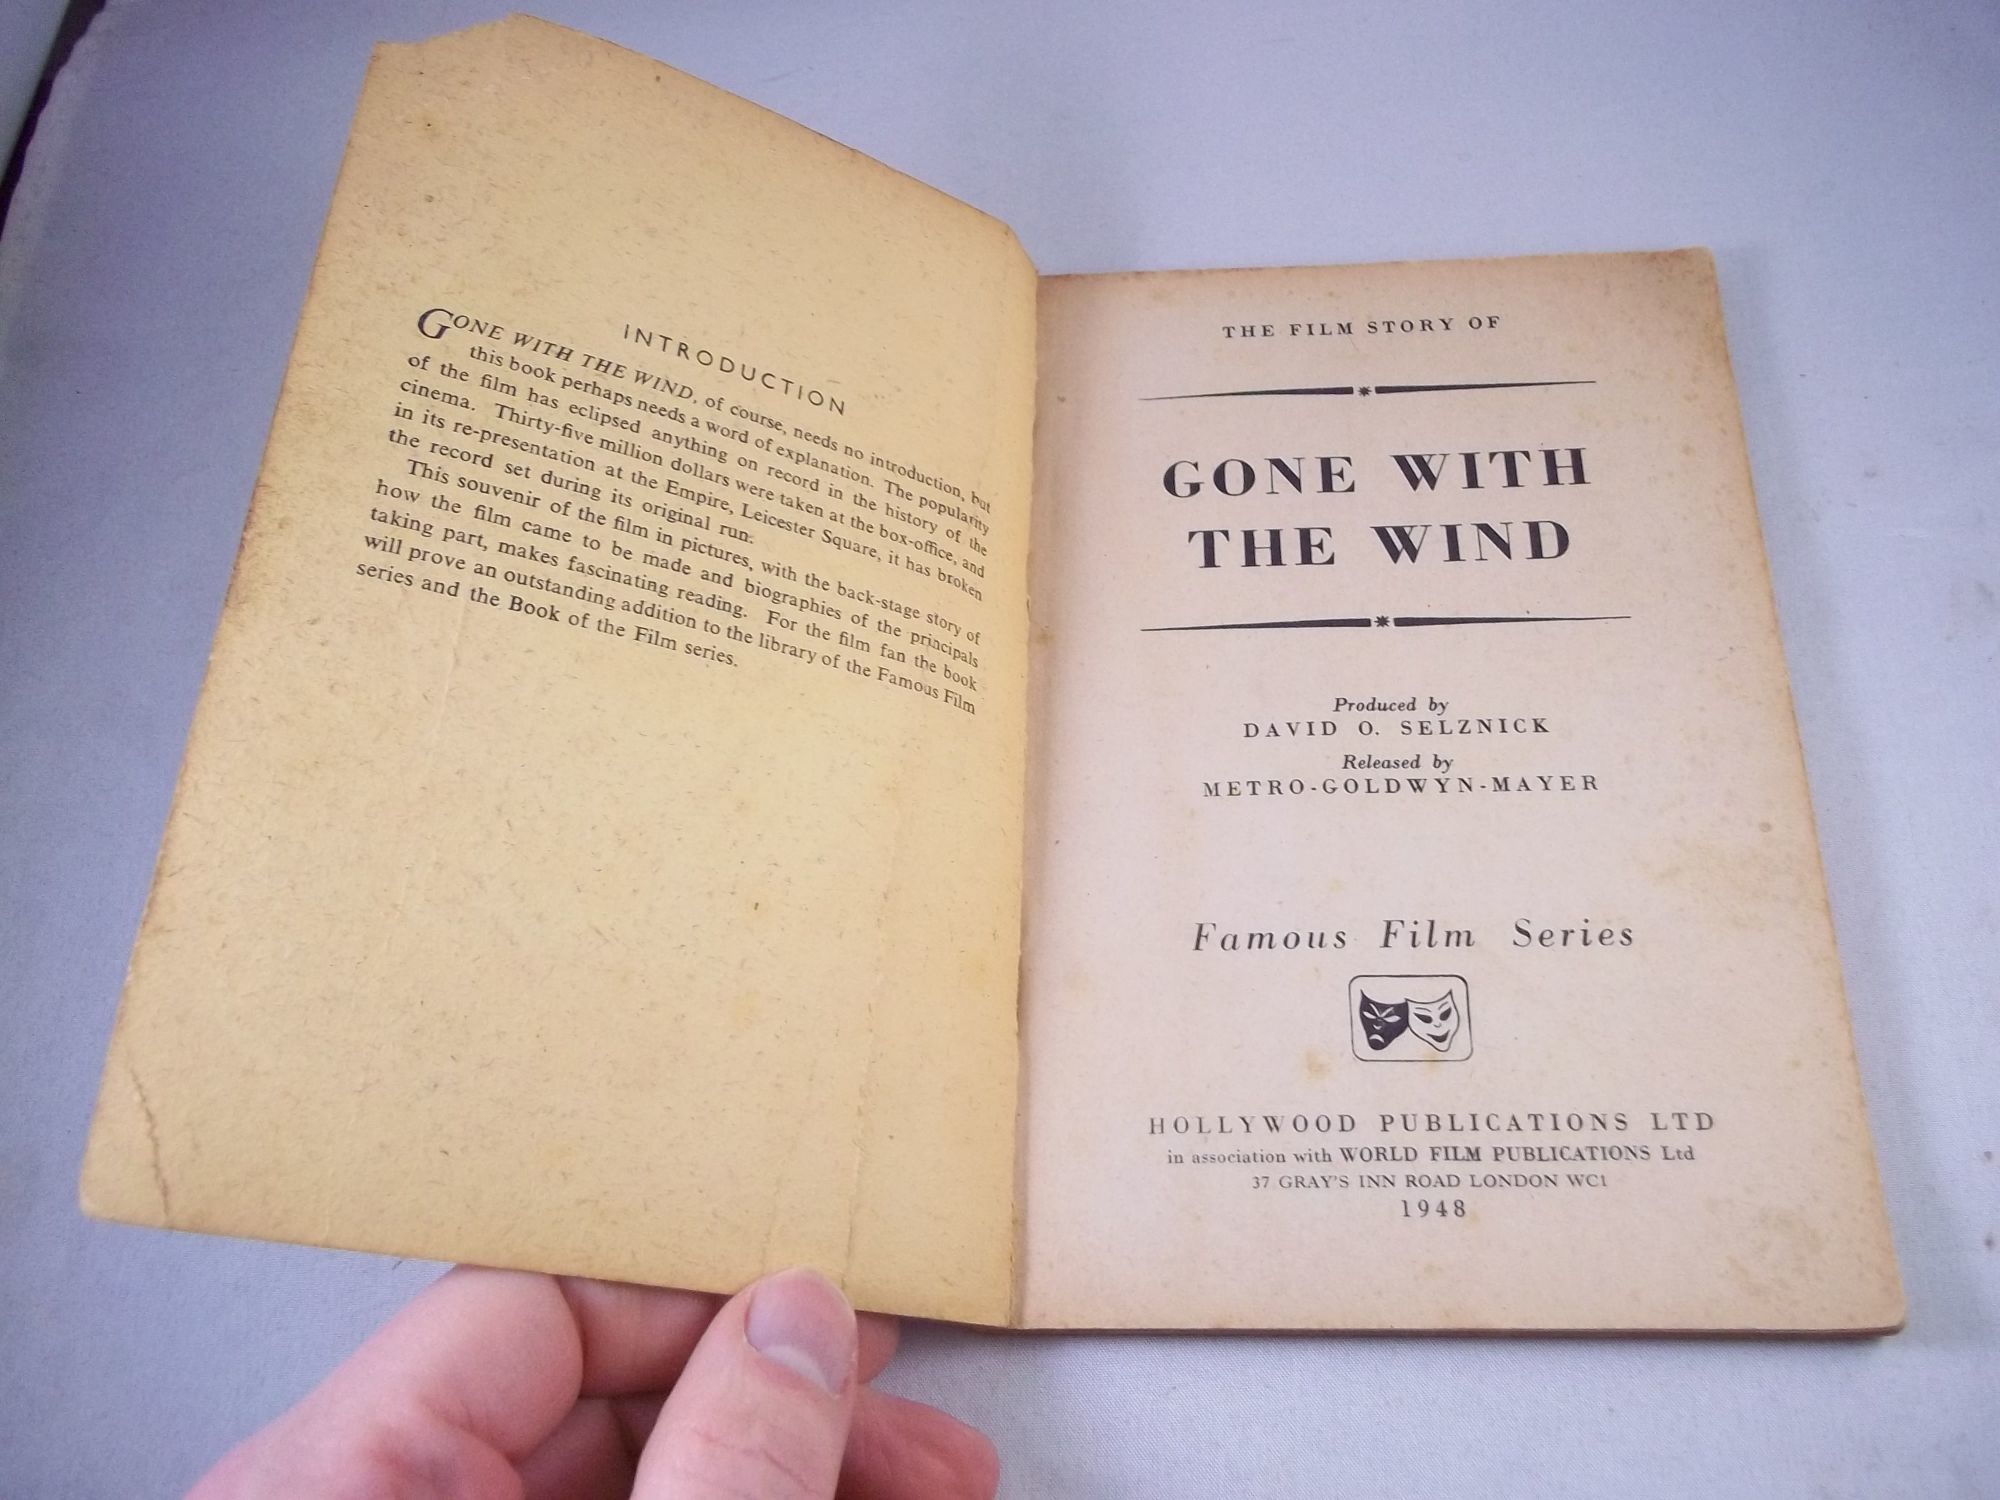 INTRODUCTION
GONE WITH THE WIND, of course, needs no introduction, but
this book perhaps needs a word of explanation. The popularity
of the film has eclipsed anything on record in the history of the
cinema. Thirty-five million dollars were taken at the box-office, and
in its re-presentation at the Empire, Leicester Square, it has broken
the record set during its original run.
This souvenir of the film in pictures, with the back-stage story of
how the film came to be made and biographies of the principals
taking part, makes fascinating reading. For the film fan the book
will prove an outstanding addition to the library of the Famous Film
series and the Book of the Film series.
THE FILM STORY OF
GONE WITH
THE WIND
Produced by
DAVID O. SELZNICK
Released by
METRO-GOLDWYN-MAYER
Famous Film Series
HOLLYWOOD PUBLICATIONS LTD
in association with WORLD FILM PUBLICATIONS Ltd
37 GRAY'S INN ROAD LONDON WC1
1948